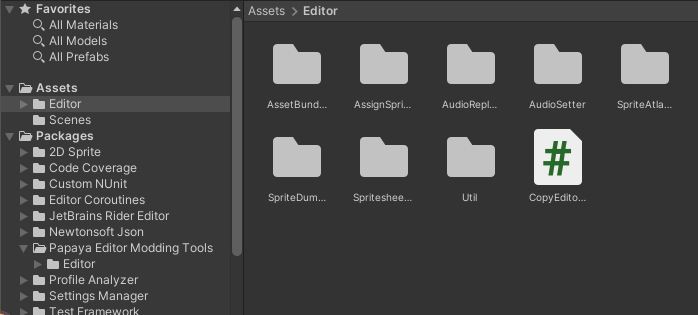 Favorites
All Materials
All Models
All Prefabs
Assets
Editor
Scenes
Packages
2D Sprite
Code Coverage
Custom NUnit
Editor Coroutines
JetBrains Rider Editor
Newtonsoft Json
Papaya Editor Modding Tools
Editor
Profile Analyzer
Settings Manager
Test Framework
Assets > Editor
AssetBund... AssignSpri... AudioRepl... AudioSetter SpriteAtla...
SpriteDum... Spriteshee... Util CopyEdito...